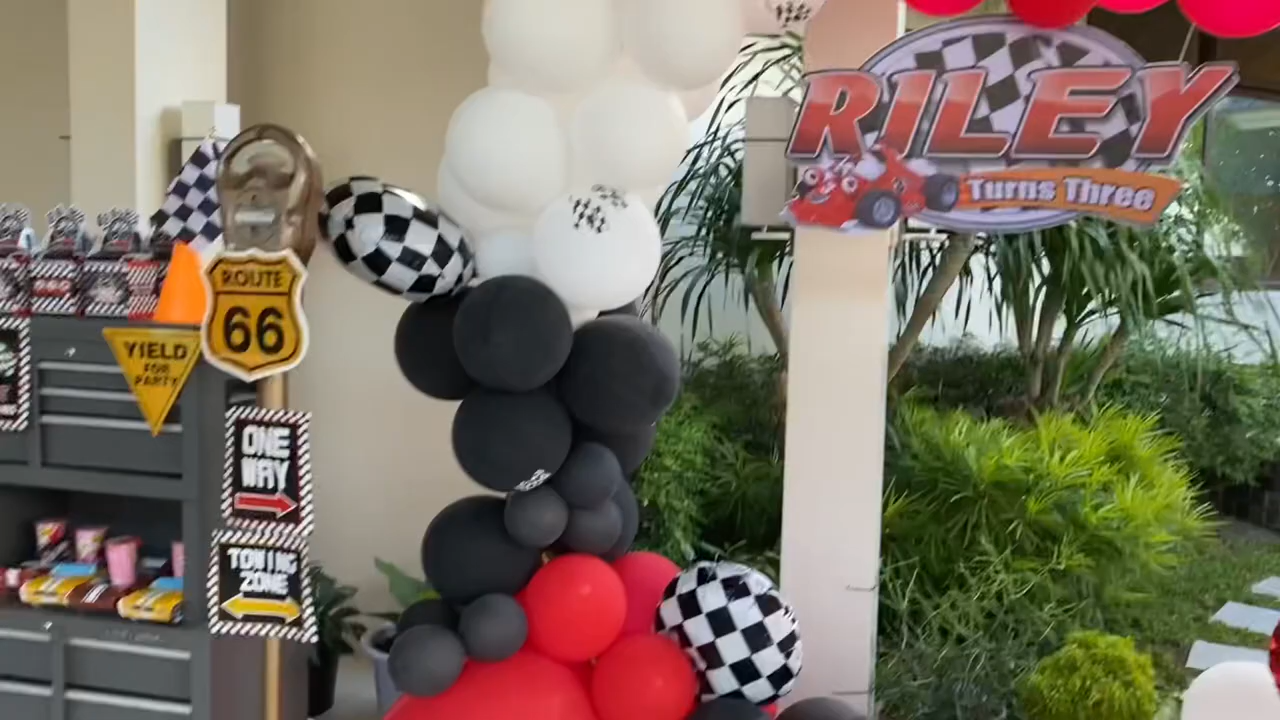 RILEY
Turns Three
ROUTE
66
YIELD
FOR
PARTY
ONE
WAY
TOWING
ZONE